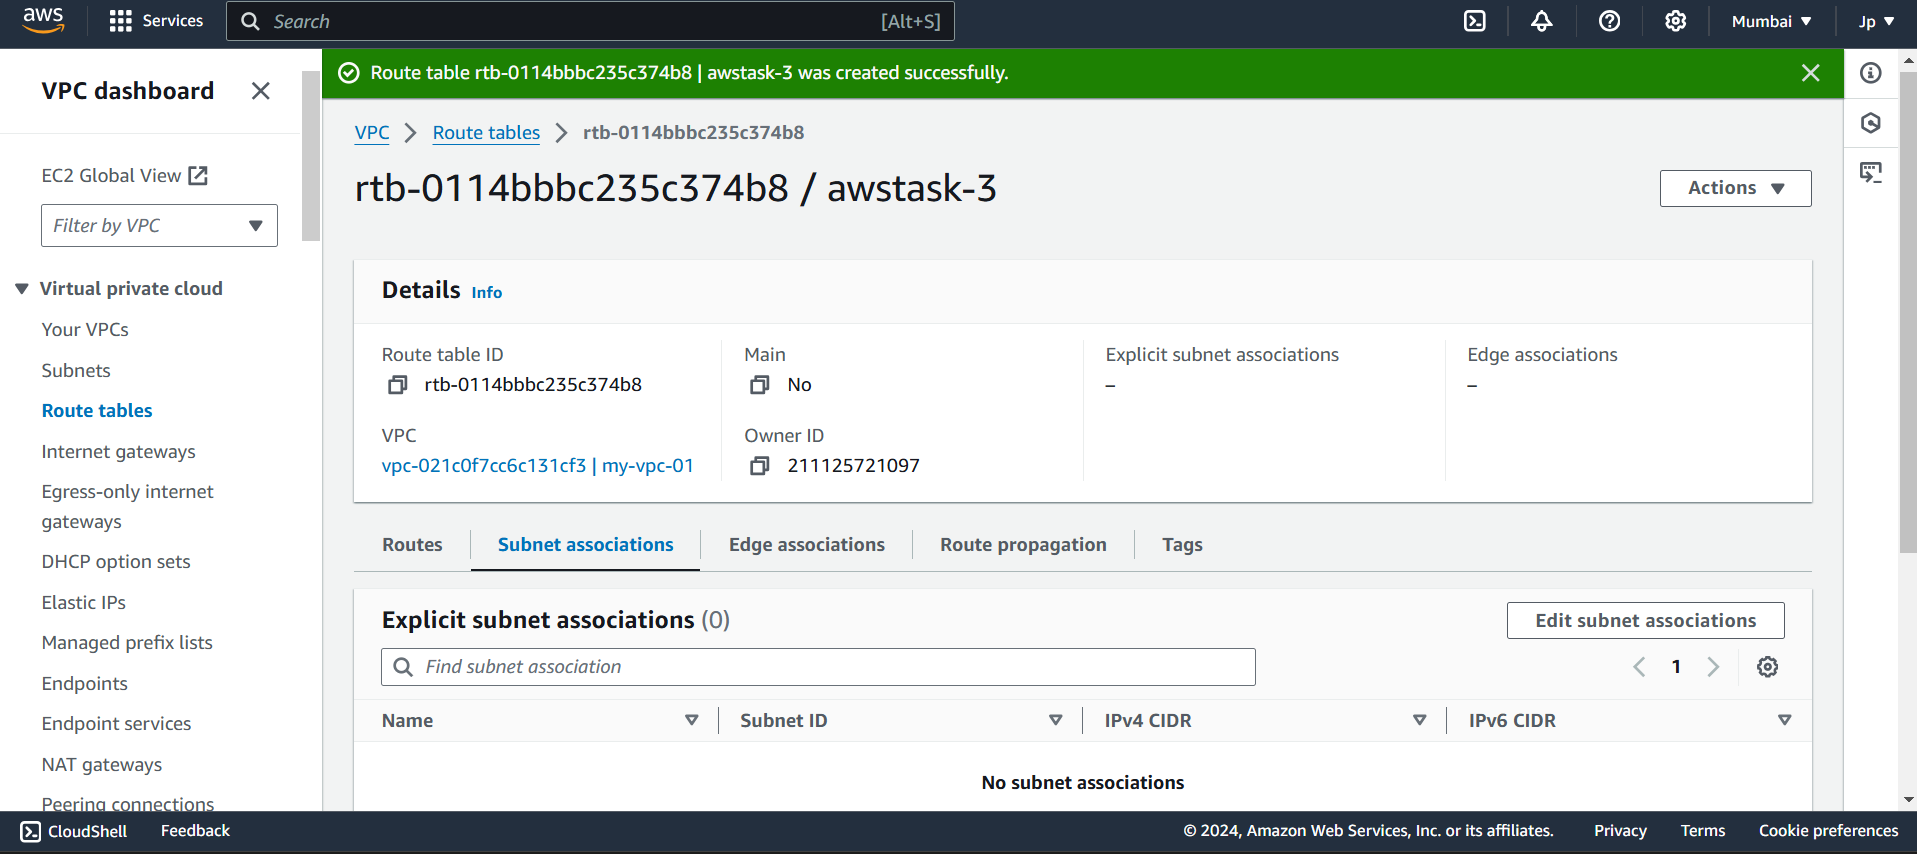 aws Services Search [Alt+S] Mumbai Jp
VPC dashboard
EC2 Global View
Filter by VPC
Virtual private cloud
Your VPCs
Subnets
Route tables
Internet gateways
Egress-only internet
gateways
DHCP option sets
Elastic IPs
Managed prefix lists
Endpoints
Endpoint services
NAT gateways
Peering connections
Route table rtb-0114bbbc235c374b8 | awstask-3 was created successfully.
VPC Route tables rtb-0114bbbc235c374b8
rtb-0114bbbc235c374b8 / awstask-3
Actions
Details Info
Route table ID
rtb-0114bbbc235c374b8
Main
No
Explicit subnet associations
–
Edge associations
–
VPC
vpc-021c0f7cc6c131cf3 | my-vpc-01
Owner ID
211125721097
Routes Subnet associations Edge associations Route propagation Tags
Explicit subnet associations (0)
Edit subnet associations
Find subnet association
1
Name Subnet ID IPv4 CIDR IPv6 CIDR
No subnet associations
CloudShell Feedback © 2024, Amazon Web Services, Inc. or its affiliates. Privacy Terms Cookie preferences